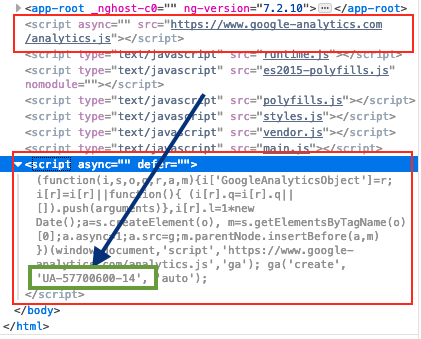 ▶ <app-root _nghost-c0="" ng-version="7.2.10">⋯</app-root>
<script async="" src="https://www.google-analytics.com
/analytics.js"></script>
<script type="text/javascript" src="runtime.js"></script>
<script type="text/javascript" src="es2015-polyfills.js"
nomodule=""></script>
<script type="text/javascript" src="polyfills.js"></script>
<script type="text/javascript" src="styles.js"></script>
<script type="text/javascript" src="vendor.js"></script>
<script type="text/javascript" src="main.js"></script>
▼ <script async="" defer="">
(function(i,s,o,g,r,a,m){i['GoogleAnalyticsObject']=r;
i[r]=i[r]||function(){ (i[r].q=i[r].q||
[]).push(arguments)},i[r].l=1*new
Date();a=s.createElement(o), m=s.getElementsByTagName(o)
[0];a.async=1;a.src=g;m.parentNode.insertBefore(a,m)
})(window,document,'script','https://www.google-
analytics.com/analytics.js','ga'); ga('create',
'UA-57700600-14', 'auto');
</script>
</body>
</html>